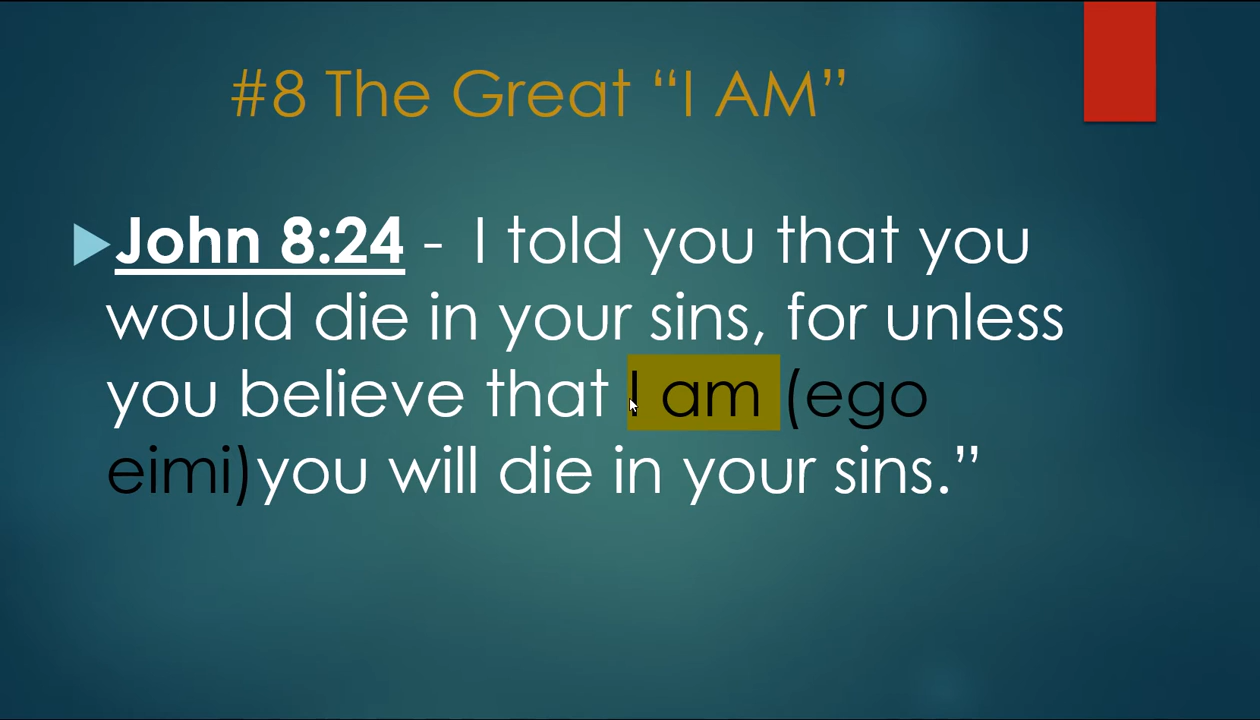 #8 The Great “I AM”
John 8:24 - I told you that you
would die in your sins, for unless
you believe that I am (ego
eimi)you will die in your sins.”